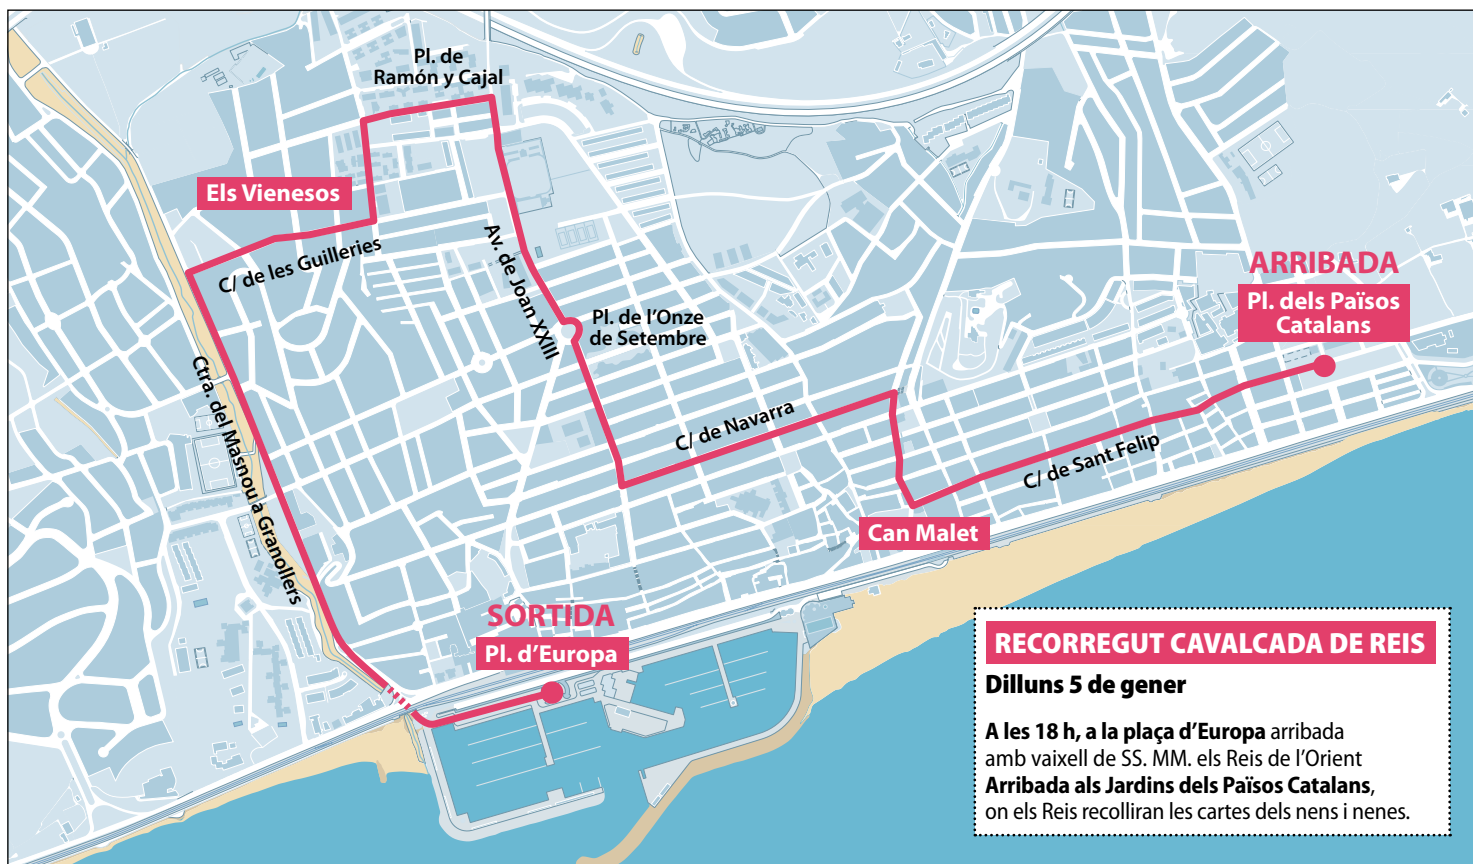 Pl. de
Ramón y Cajal
Els Vienesos
C/ de les Guilleries
Av. de Joan XXIII
Pl. de l’Onze
de Setembre
ARRIBADA
Pl. dels Països
Catalans
Ctra. del Masnou a Granollers
C/ de Navarra
C/ de Sant Felip
Can Malet
SORTIDA
Pl. d’Europa
RECORREGUT CAVALCADA DE REIS
Dilluns 5 de gener
A les 18 h, a la plaça d’Europa arribada
amb vaixell de SS. MM. els Reis de l’Orient
Arribada als Jardins dels Països Catalans,
on els Reis recolliran les cartes dels nens i nenes.